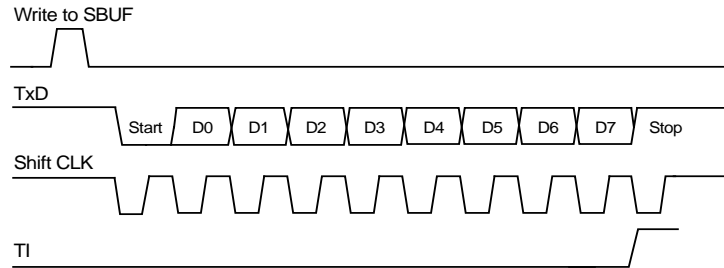 Write to SBUF
TxD
Start D0 D1 D2 D3 D4 D5 D6 D7 Stop
Shift CLK
TI